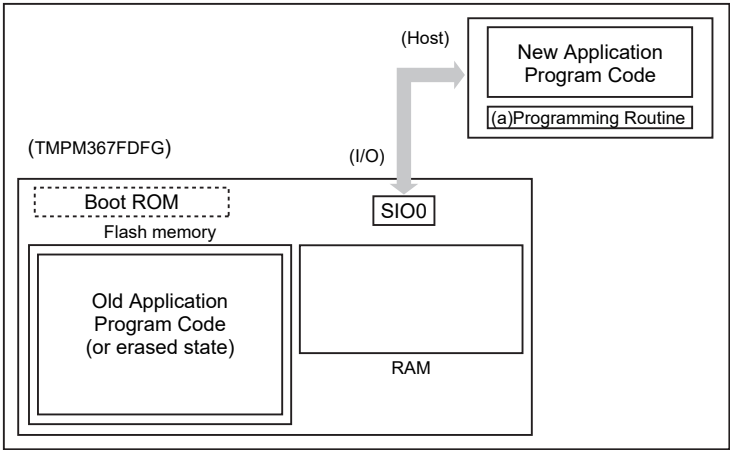 (Host)
New Application
Program Code
(a)Programming Routine
(TMPM367FDFG)
(I/O)
Boot ROM
SIO0
Flash memory
Old Application
Program Code
(or erased state)
RAM